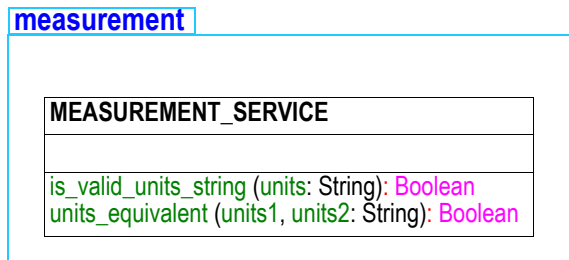 measurement
MEASUREMENT_SERVICE
is_valid_units_string (units: String): Boolean
units_equivalent (units1, units2: String): Boolean